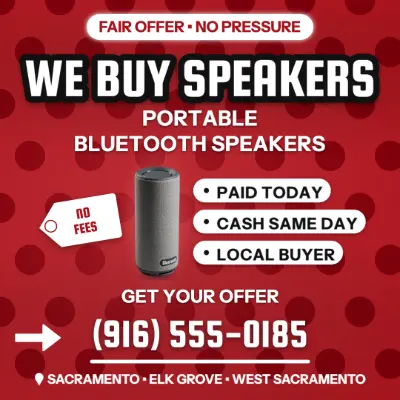 FAIR OFFER • NO PRESSURE
WE BUY SPEAKERS
PORTABLE
BLUETOOTH SPEAKERS
NO
FEES
• PAID TODAY
• CASH SAME DAY
• LOCAL BUYER
GET YOUR OFFER
(916) 555-0185
SACRAMENTO • ELK GROVE • WEST SACRAMENTO